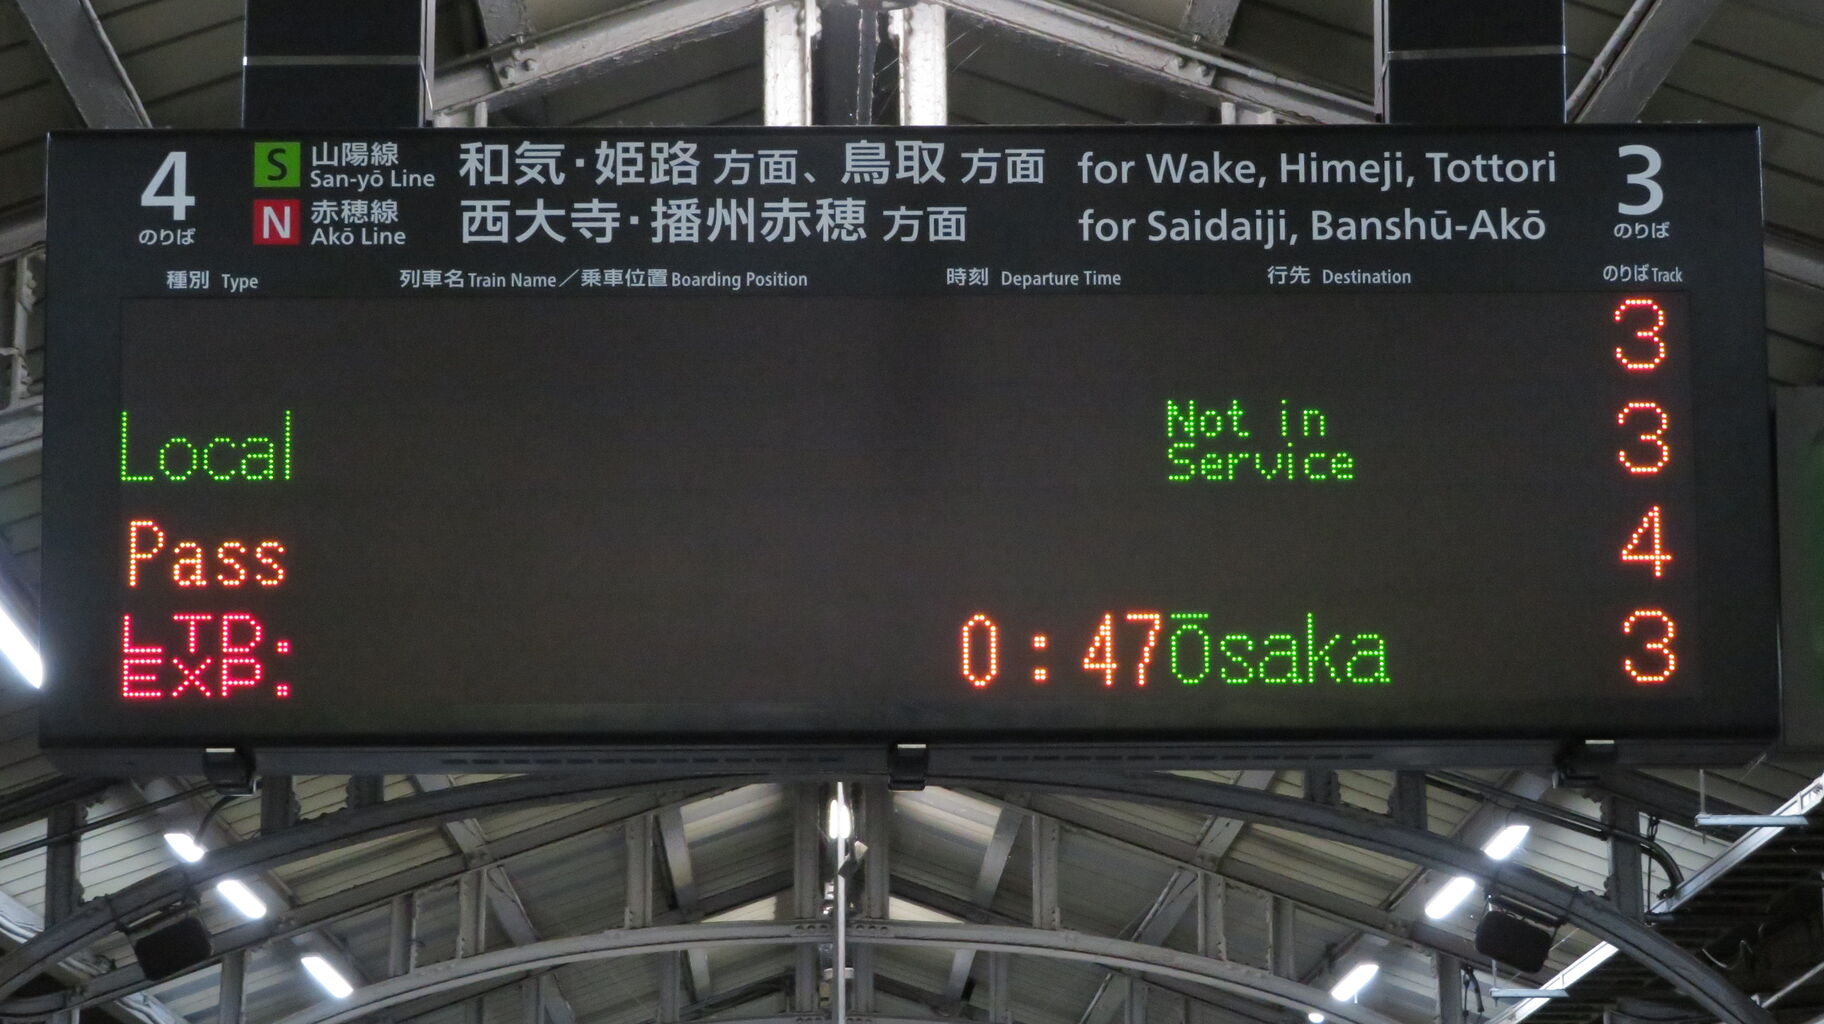 4 のりば
S 山陽線 San-yō Line 和気・姫路 方面、鳥取 方面 for Wake, Himeji, Tottori
N 赤穂線 Akō Line 西大寺・播州赤穂 方面 for Saidaiji, Banshū-Akō
3 のりば
種別 Type 列車名 Train Name／乗車位置 Boarding Position 時刻 Departure Time 行先 Destination のりば Track
3
Local Not in Service 3
Pass 4
LTD. EXP. 0:47 Ōsaka 3